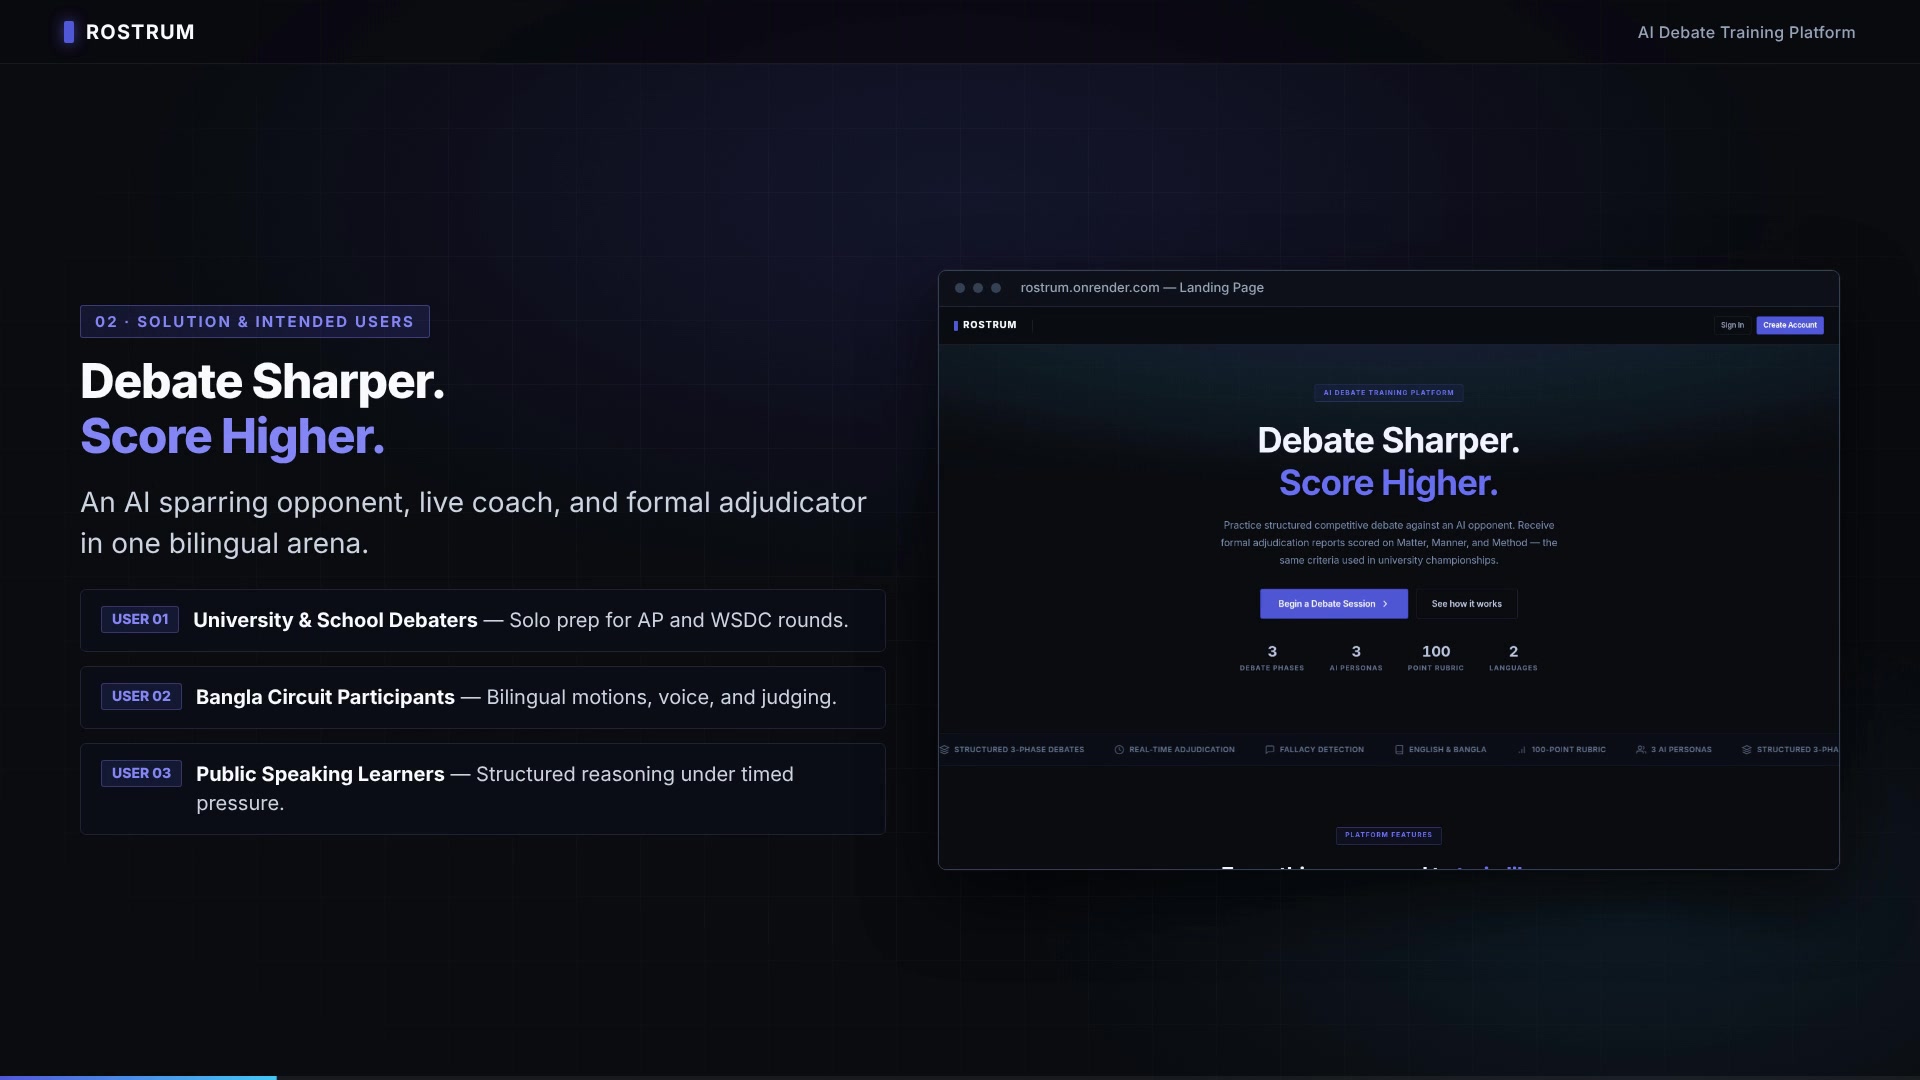 ROSTRUM
AI Debate Training Platform
02 · SOLUTION & INTENDED USERS
Debate Sharper.
Score Higher.
An AI sparring opponent, live coach, and formal adjudicator
in one bilingual arena.
USER 01 University & School Debaters — Solo prep for AP and WSDC rounds.
USER 02 Bangla Circuit Participants — Bilingual motions, voice, and judging.
USER 03 Public Speaking Learners — Structured reasoning under timed
pressure.
rostrum.onrender.com — Landing Page
ROSTRUM
Sign In Create Account
AI DEBATE TRAINING PLATFORM
Debate Sharper.
Score Higher.
Practice structured competitive debate against an AI opponent. Receive
formal adjudication reports scored on Matter, Manner, and Method — the
same criteria used in university championships.
Begin a Debate Session See how it works
3 3 100 2
DEBATE PHASES AI PERSONAS POINT RUBRIC LANGUAGES
STRUCTURED 3-PHASE DEBATES REAL-TIME ADJUDICATION FALLACY DETECTION ENGLISH & BANGLA 100-POINT RUBRIC 3 AI PERSONAS STRUCTURED 3-PHA
PLATFORM FEATURES